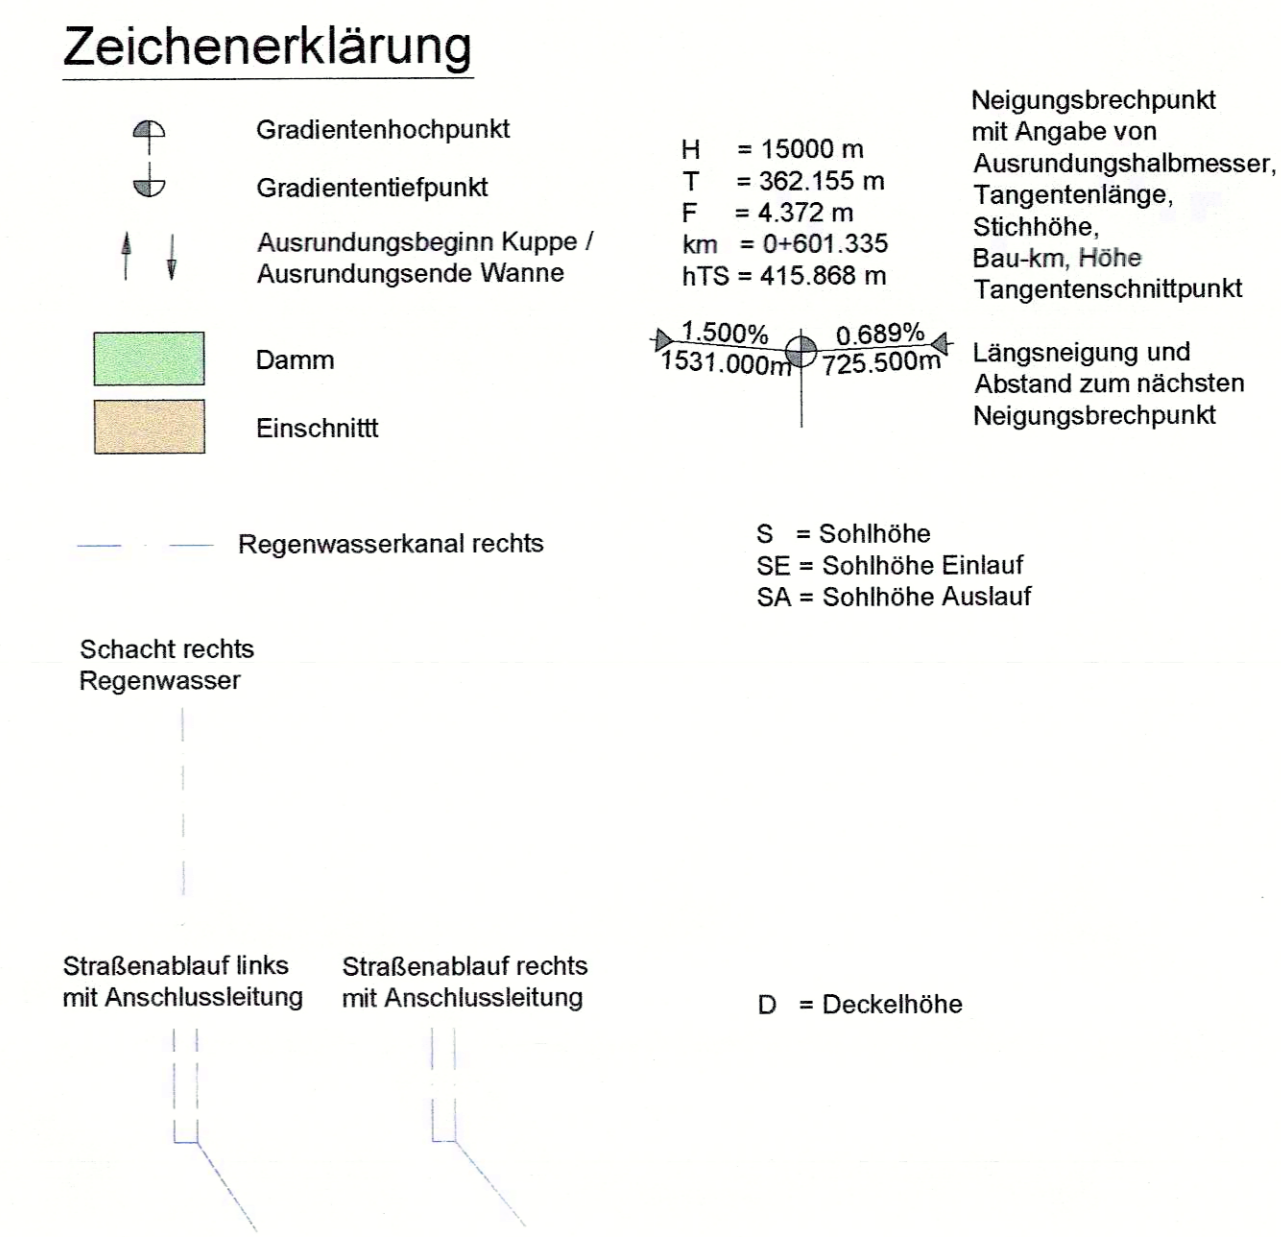 Zeichenerklärung
Gradientenhochpunkt
Gradiententiefpunkt
Ausrundungsbeginn Kuppe /
Ausrundungsende Wanne
Damm
Einschnittt
H = 15000 m
T = 362.155 m
F = 4.372 m
km = 0+601.335
hTS = 415.868 m
Neigungsbrechpunkt
mit Angabe von
Ausrundungshalbmesser,
Tangentenlänge,
Stichhöhe,
Bau-km, Höhe
Tangentenschnittpunkt
1.500% 0.689%
1531.000m 725.500m
Längsneigung und
Abstand zum nächsten
Neigungsbrechpunkt
Regenwasserkanal rechts
S = Sohlhöhe
SE = Sohlhöhe Einlauf
SA = Sohlhöhe Auslauf
Schacht rechts
Regenwasser
Straßenablauf links
mit Anschlussleitung
Straßenablauf rechts
mit Anschlussleitung
D = Deckelhöhe